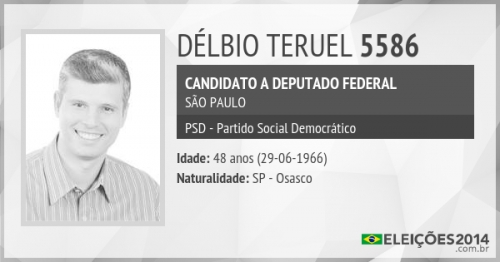 DÉLBIO TERUEL 5586
CANDIDATO A DEPUTADO FEDERAL
SÃO PAULO
PSD - Partido Social Democrático
Idade: 48 anos (29-06-1966)
Naturalidade: SP - Osasco
ELEIÇÕES2014
.com.br